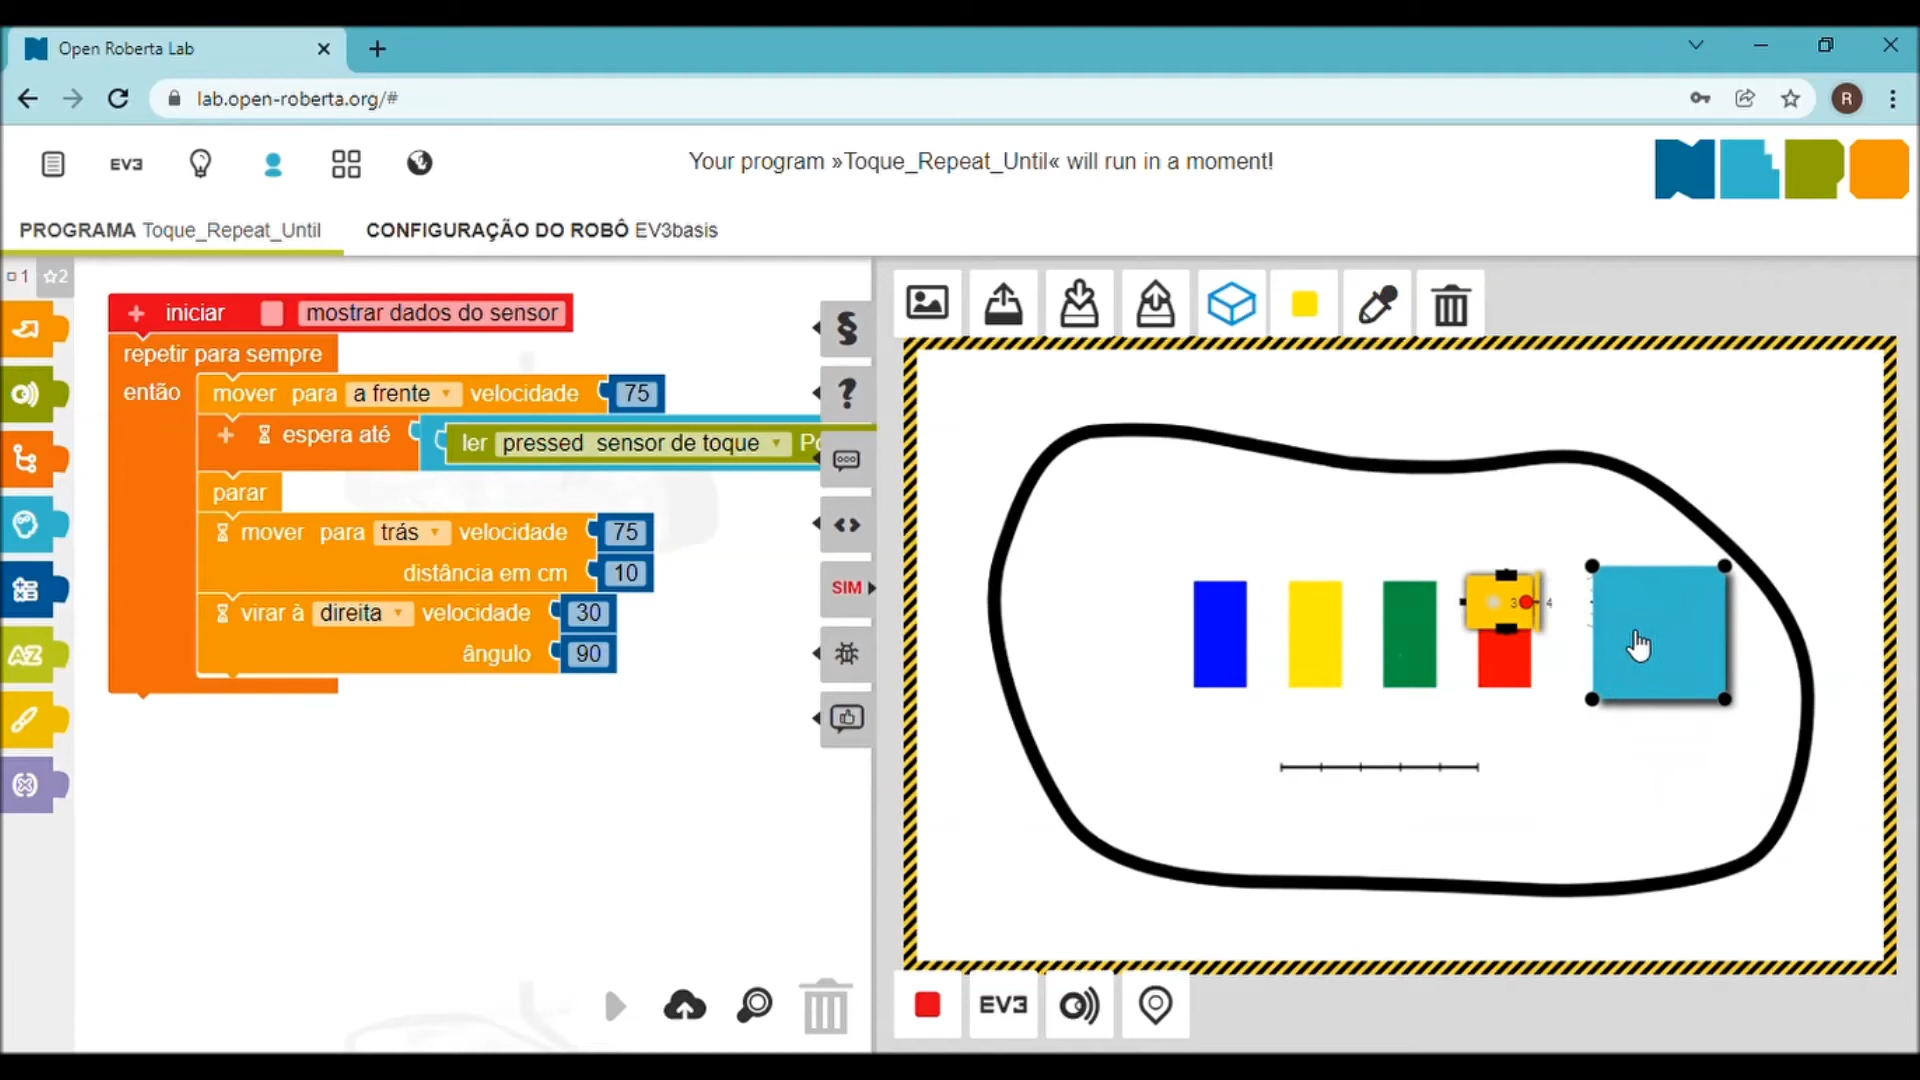 Open Roberta Lab
lab.open-roberta.org/#
R
EV3
Your program »Toque_Repeat_Until« will run in a moment!
PROGRAMA Toque_Repeat_Until
CONFIGURAÇÃO DO ROBÔ EV3basis
1
2
iniciar mostrar dados do sensor
repetir para sempre
então
mover para a frente velocidade 75
espera até ler pressed sensor de toque
parar
mover para trás velocidade 75
distância em cm 10
virar à direita velocidade 30
ângulo 90
§
?
SIM
AZ
3
4
EV3